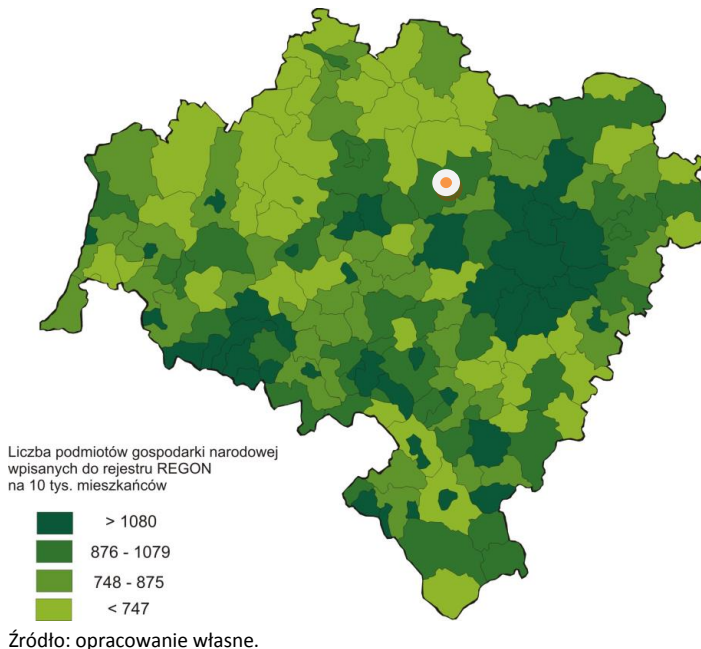 Liczba podmiotów gospodarki narodowej
wpisanych do rejestru REGON
na 10 tys. mieszkańców
> 1080
876 - 1079
748 - 875
< 747
Źródło: opracowanie własne.